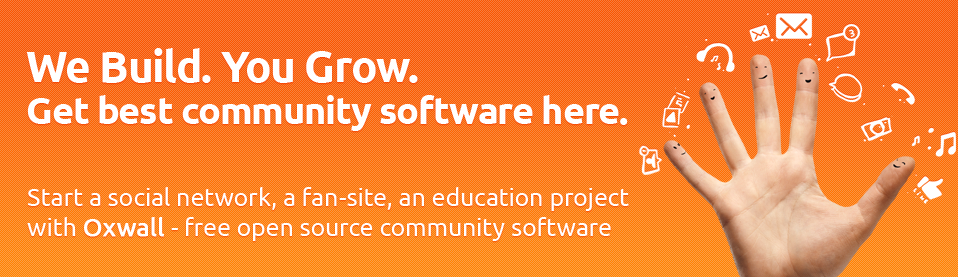 We Build. You Grow.
Get best community software here.
3
Start a social network, a fan-site, an education project
with Oxwall - free open source community software